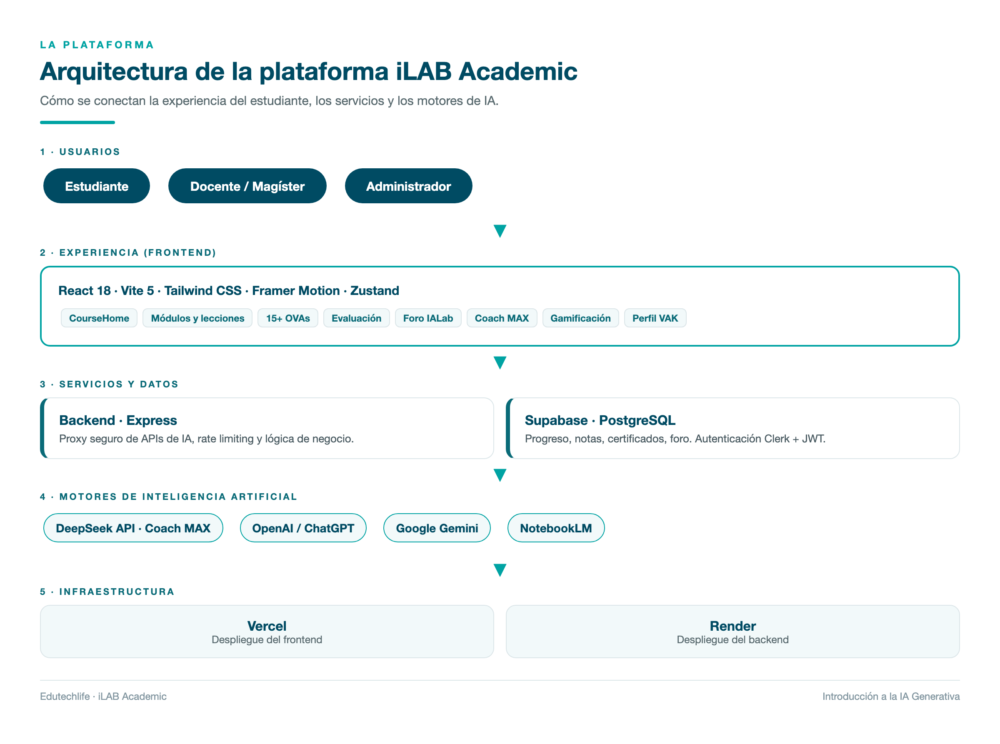 LA PLATAFORMA
Arquitectura de la plataforma iLAB Academic
Cómo se conectan la experiencia del estudiante, los servicios y los motores de IA.
1 · USUARIOS
Estudiante
Docente / Magíster
Administrador
2 · EXPERIENCIA (FRONTEND)
React 18 · Vite 5 · Tailwind CSS · Framer Motion · Zustand
CourseHome
Módulos y lecciones
15+ OVAs
Evaluación
Foro IALab
Coach MAX
Gamificación
Perfil VAK
3 · SERVICIOS Y DATOS
Backend · Express
Proxy seguro de APIs de IA, rate limiting y lógica de negocio.
Supabase · PostgreSQL
Progreso, notas, certificados, foro. Autenticación Clerk + JWT.
4 · MOTORES DE INTELIGENCIA ARTIFICIAL
DeepSeek API · Coach MAX
OpenAI / ChatGPT
Google Gemini
NotebookLM
5 · INFRAESTRUCTURA
Vercel
Despliegue del frontend
Render
Despliegue del backend
Edutechlife · iLAB Academic
Introducción a la IA Generativa